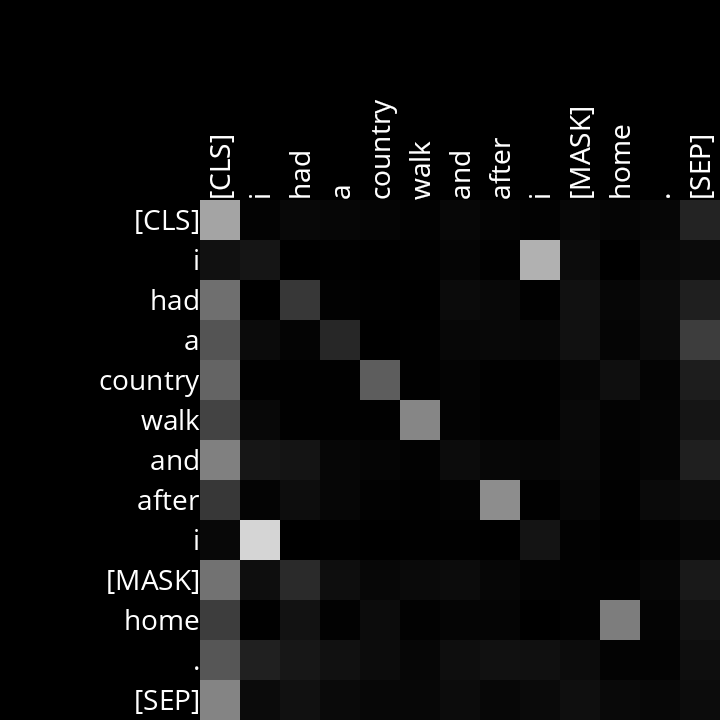 [CLS] i had a country walk and after i [MASK] home . [SEP]
[CLS]
i
had
a
country
walk
and
after
i
[MASK]
home
.
[SEP]